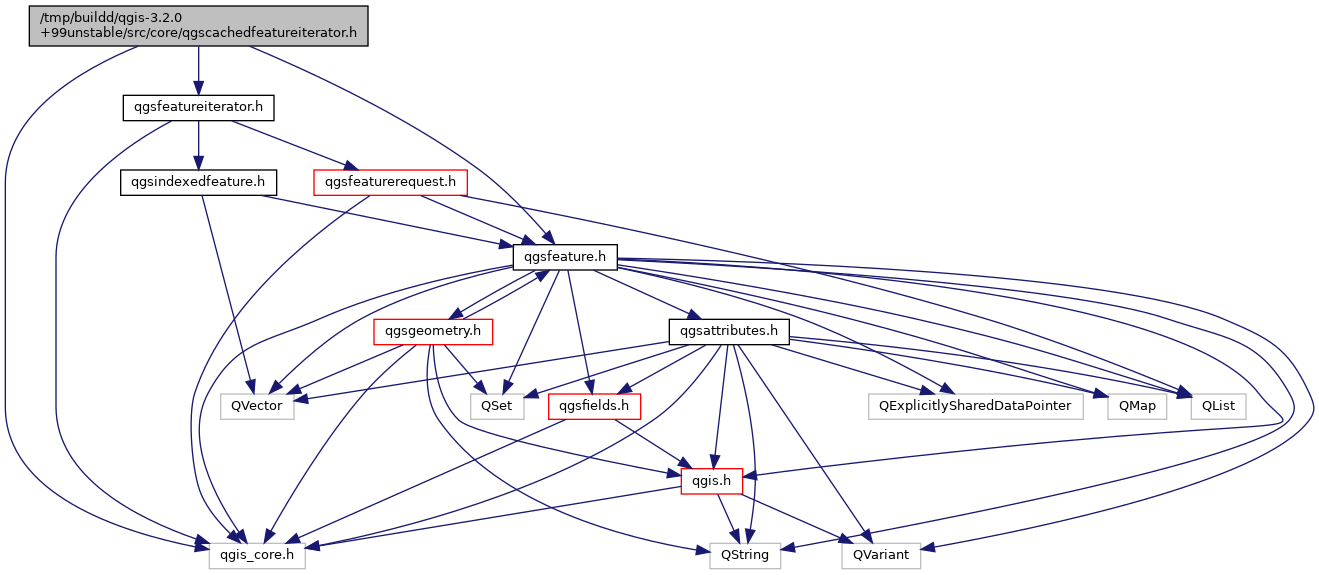 /tmp/buildd/qgis-3.2.0
+99unstable/src/core/qgscachedfeatureiterator.h
qgsfeatureiterator.h
qgsindexedfeature.h
qgsfeaturerequest.h
qgsfeature.h
qgsgeometry.h
qgsattributes.h
QVector
QSet
qgsfields.h
QExplicitlySharedDataPointer
QMap
QList
qgis.h
qgis_core.h
QString
QVariant